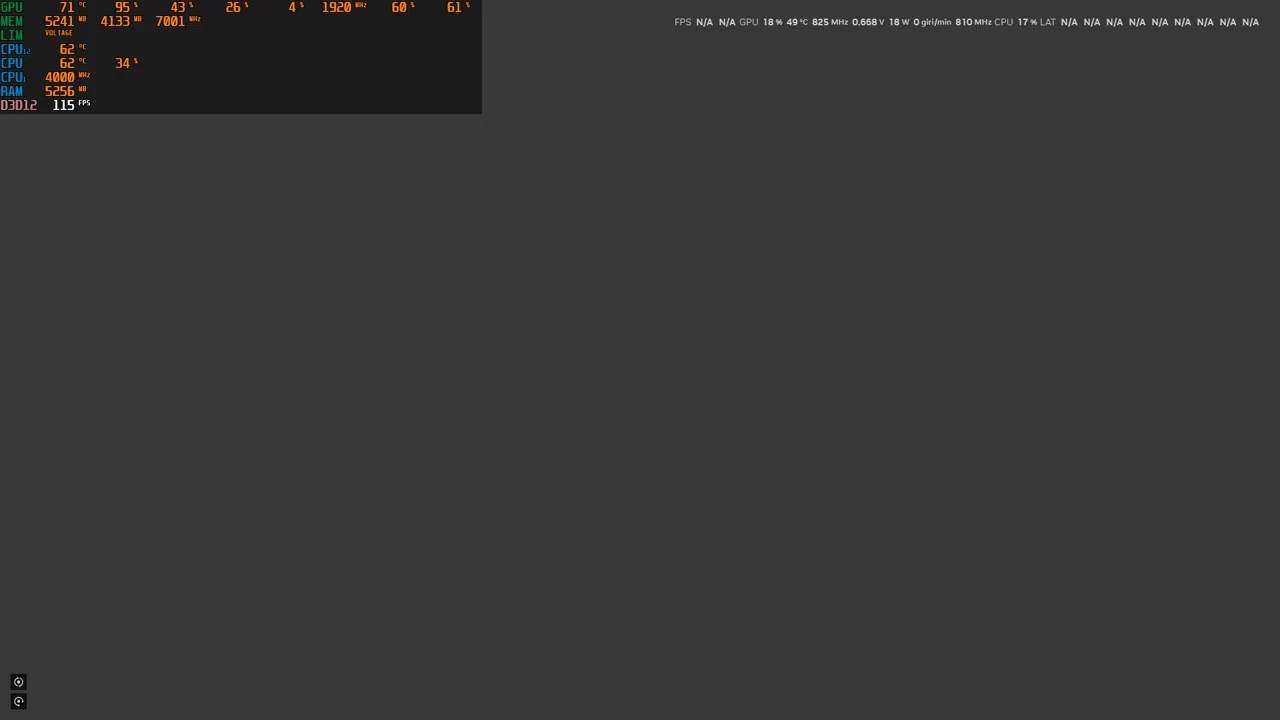 GPU 71 °C 95 % 43 % 26 % 4 % 1920 MHz 60 % 61 %
MEM 5241 MB 4133 MB 7001 MHz
LIM VOLTAGE
CPU12 62 °C
CPU 62 °C 34 %
CPU1 4000 MHz
RAM 5256 MB
D3D12 115 FPS
FPS N/A N/A GPU 18 % 49 °C 825 MHz 0.668 V 18 W 0 giri/min 810 MHz CPU 17 % LAT N/A N/A N/A N/A N/A N/A N/A N/A N/A